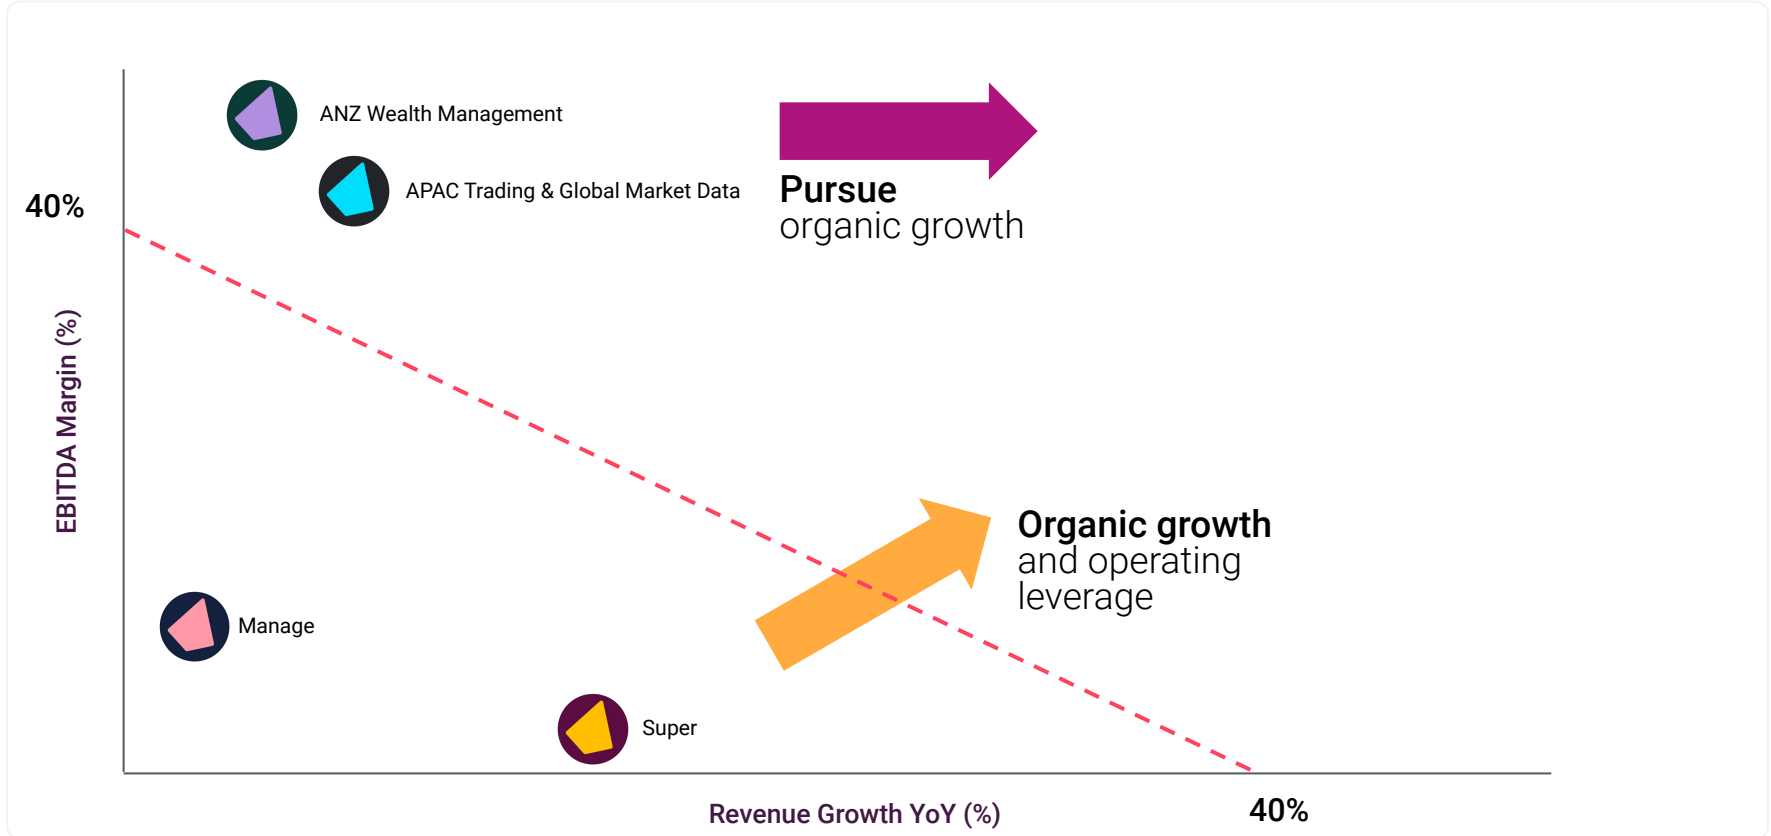 ANZ Wealth Management
APAC Trading & Global Market Data
Pursue
organic growth
40%
EBITDA Margin (%)
Organic growth
and operating
leverage
Manage
Super
Revenue Growth YoY (%)
40%